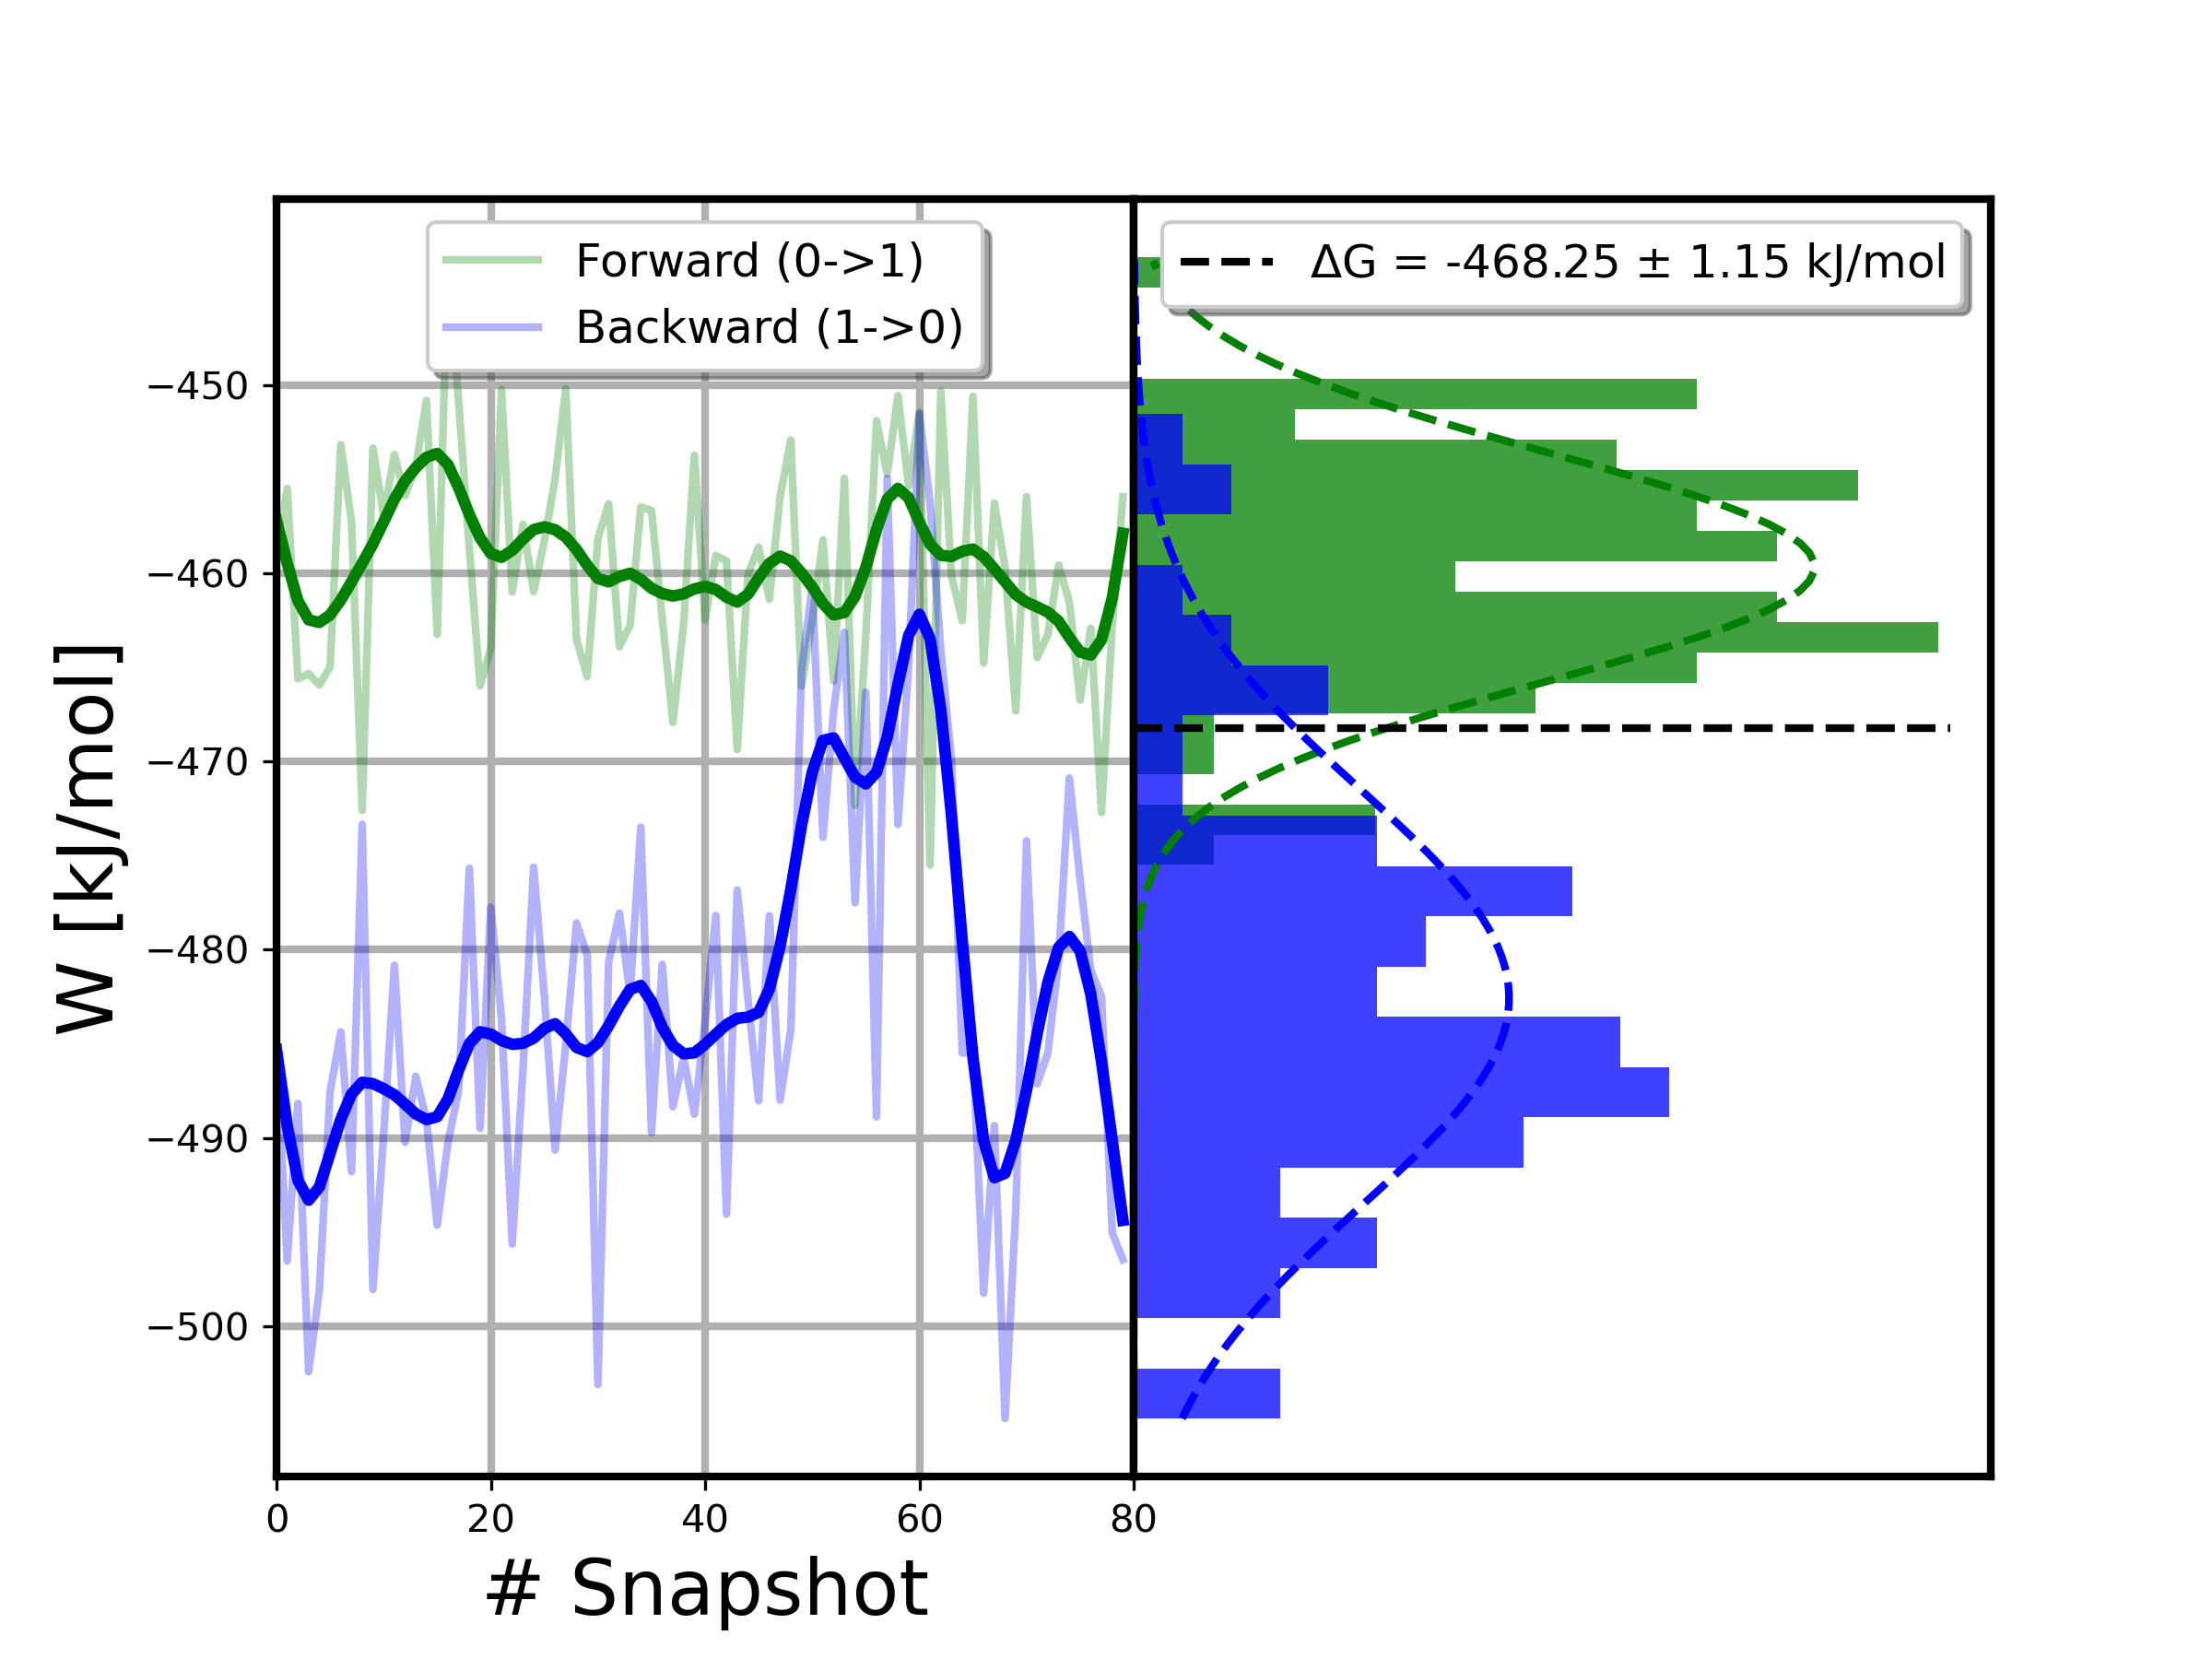 Forward (0->1)
Backward (1->0)
ΔG = -468.25 ± 1.15 kJ/mol
W [kJ/mol]
−450
−460
−470
−480
−490
−500
0 20 40 60 80
# Snapshot